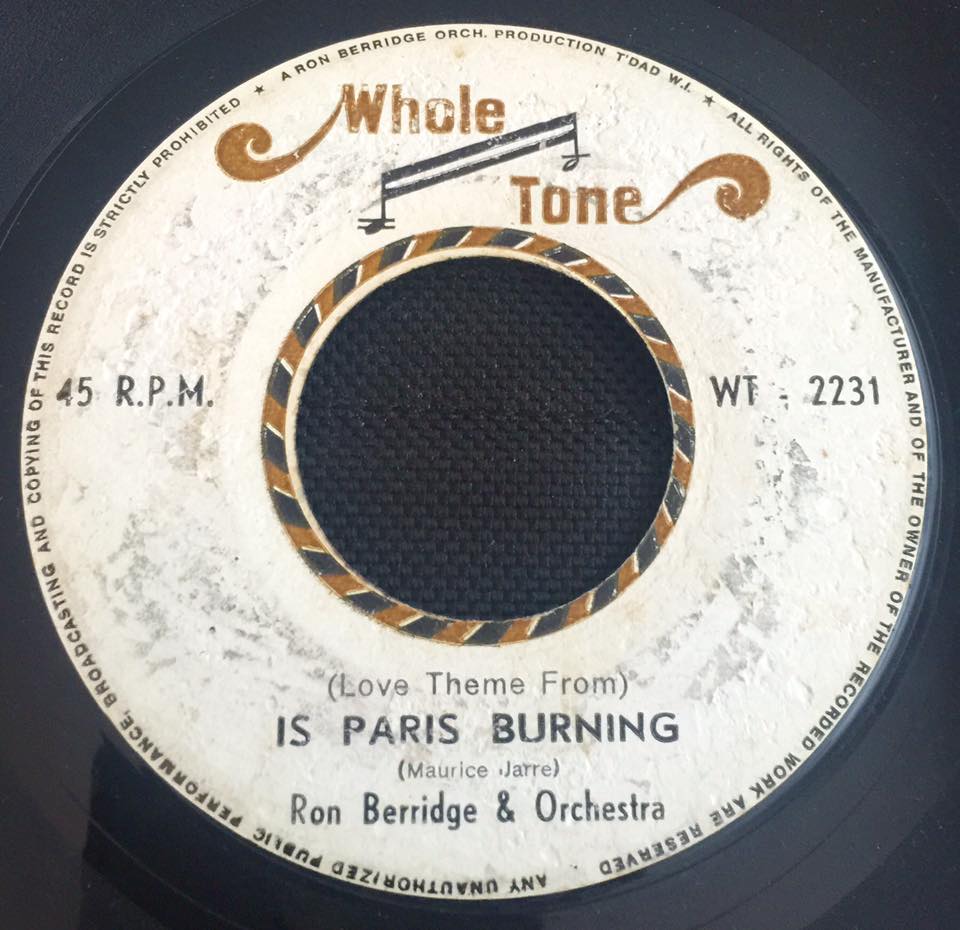 ★ A RON BERRIDGE ORCH. PRODUCTION T'DAD W.I. ★
ALL RIGHTS OF THE MANUFACTURER AND OF THE OWNER OF THE RECORDED WORK ARE RESERVED
ANY UNAUTHORIZED PUBLIC PERFORMANCE, BROADCASTING AND COPYING OF THIS RECORD IS STRICTLY PROHIBITED
Whole
Tone
45 R.P.M.
WT - 2231
(Love Theme From)
IS PARIS BURNING
(Maurice Jarre)
Ron Berridge & Orchestra